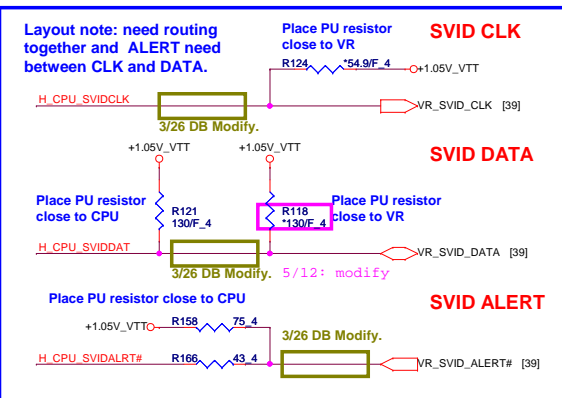 Layout note: need routing
together and ALERT need
between CLK and DATA.
Place PU resistor
close to VR
SVID CLK
R124
*54.9/F_4
+1.05V_VTT
H_CPU_SVIDCLK
VR_SVID_CLK [39]
3/26 DB Modify.
+1.05V_VTT
+1.05V_VTT
SVID DATA
Place PU resistor
close to CPU
R121
130/F_4
R118
*130/F_4
Place PU resistor
close to VR
H_CPU_SVIDDAT
VR_SVID_DATA [39]
3/26 DB Modify.
5/12: modify
Place PU resistor close to CPU
SVID ALERT
+1.05V_VTT
R158
75_4
3/26 DB Modify.
H_CPU_SVIDALRT#
R166
43_4
VR_SVID_ALERT# [39]